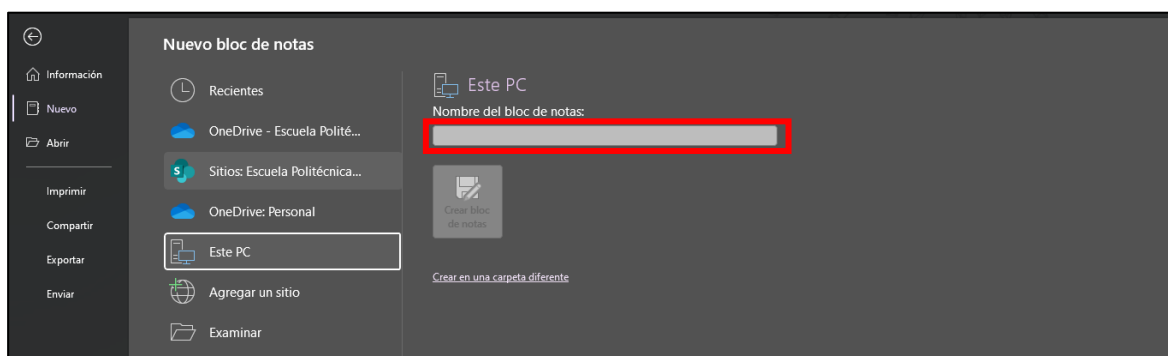 Nuevo bloc de notas
Información
Nuevo
Abrir
Imprimir
Compartir
Exportar
Enviar
Recientes
OneDrive - Escuela Polité...
S
Sitios: Escuela Politécnica...
OneDrive: Personal
Este PC
Agregar un sitio
Examinar
Este PC
Nombre del bloc de notas:
Crear bloc
de notas
Crear en una carpeta diferente